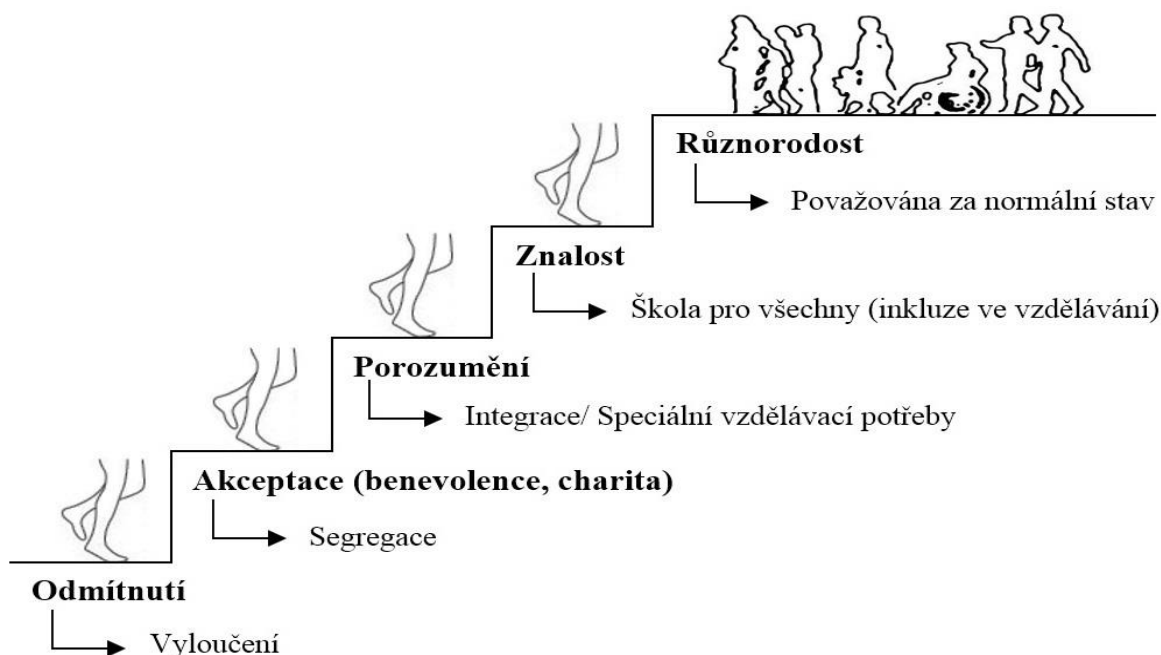 Různorodost
Považována za normální stav
Znalost
Škola pro všechny (inkluze ve vzdělávání)
Porozumění
Integrace/ Speciální vzdělávací potřeby
Akceptace (benevolence, charita)
Segregace
Odmítnutí
Vyloučení